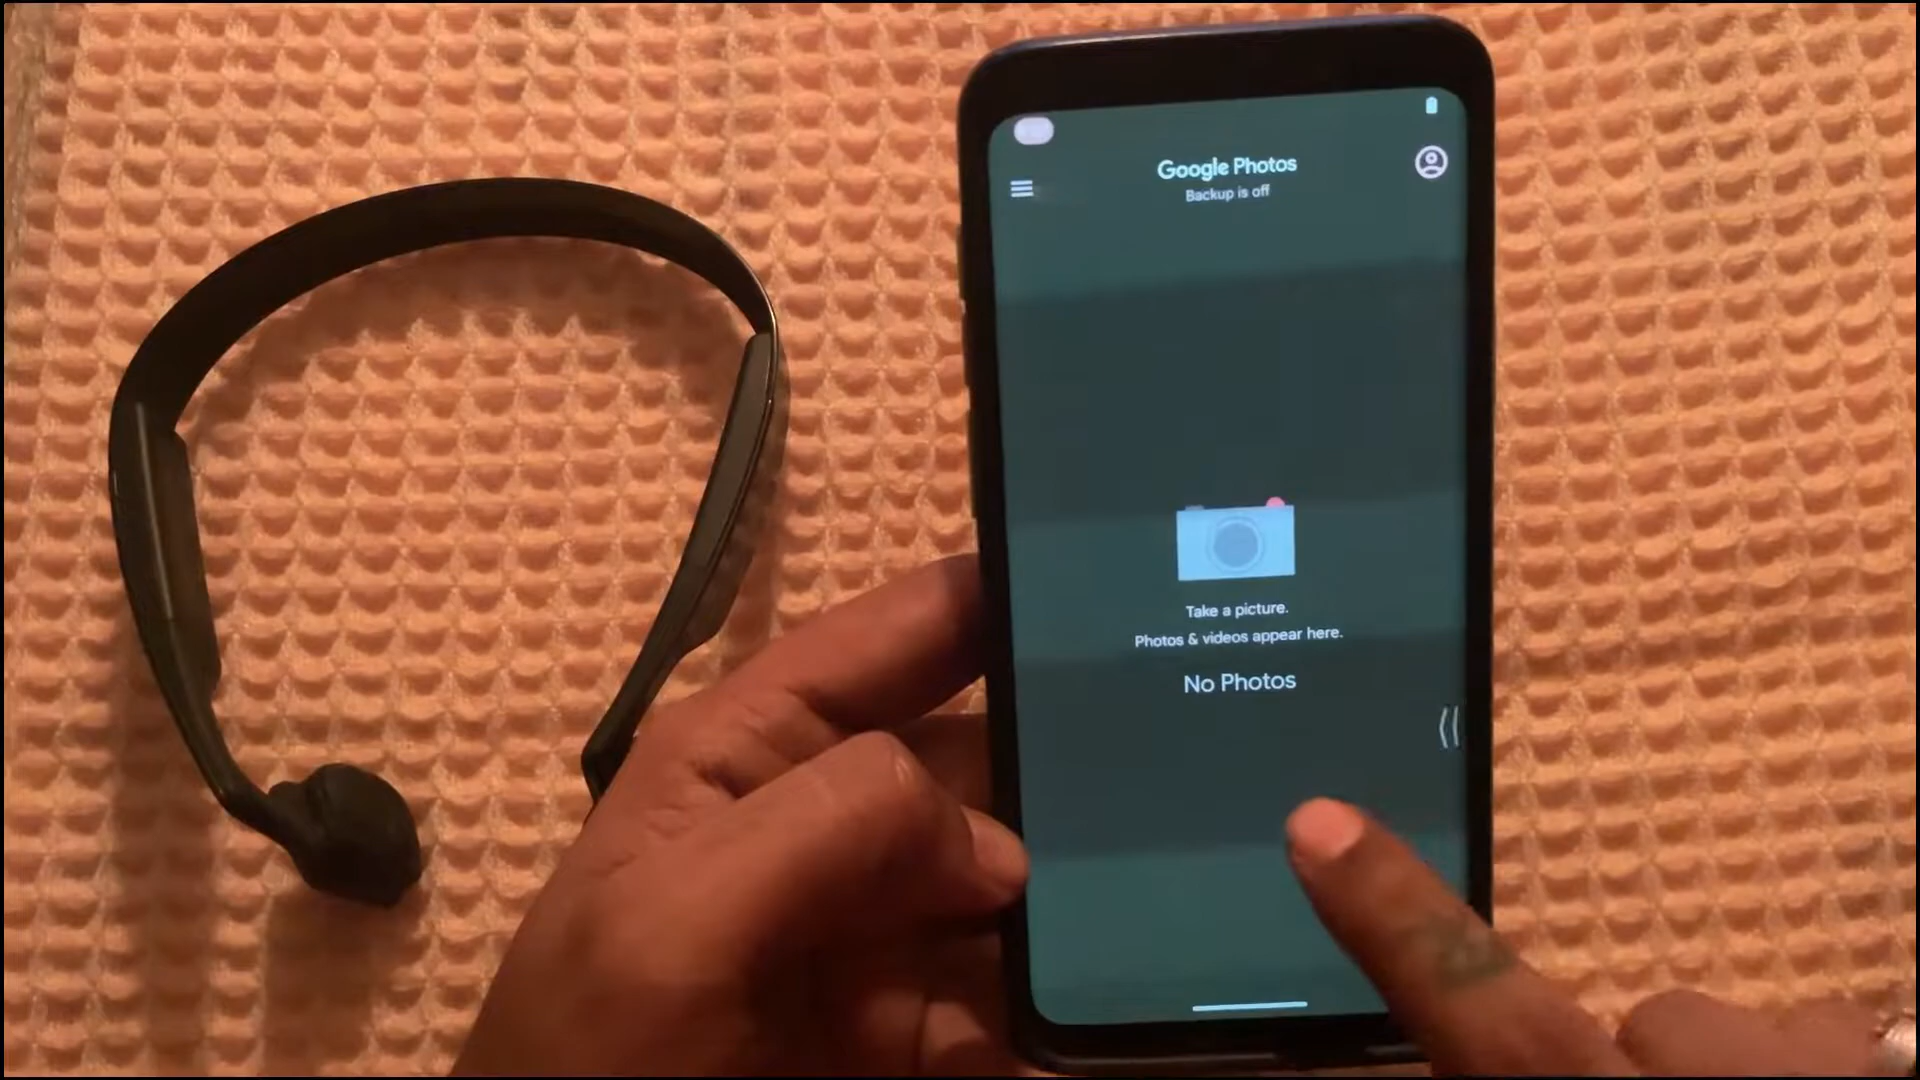 Google Photos
Backup is off
Take a picture.
Photos & videos appear here.
No Photos